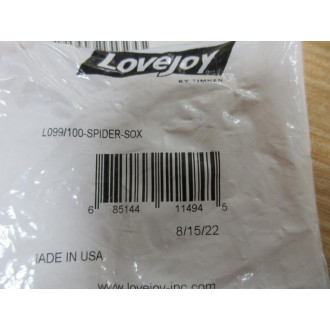 Lovejoy
BY TIMKEN
L099/100-SPIDER-SOX
6 85144 11494 5
8/15/22
MADE IN USA
www.lovejoy-inc.com